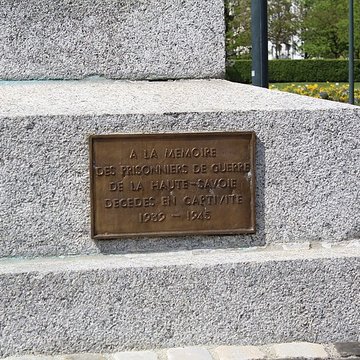 A LA MEMOIRE
DES PRISONNIERS DE GUERRE
DE LA HAUTE-SAVOIE
DECEDES EN CAPTIVITE
1939 - 1945